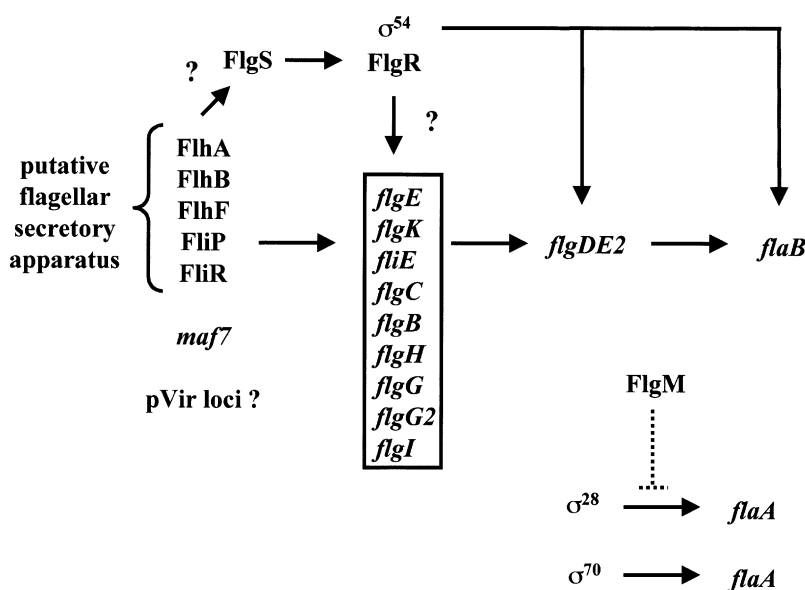 σ54
? FlgS FlgR
?
putative
flagellar
secretory
apparatus
FlhA
FlhB
FlhF
FliP
FliR
maf7
pVir loci ?
flgE
flgK
fliE
flgC
flgB
flgH
flgG
flgG2
flgI
flgDE2
flaB
FlgM
σ28 flaA
σ70 flaA